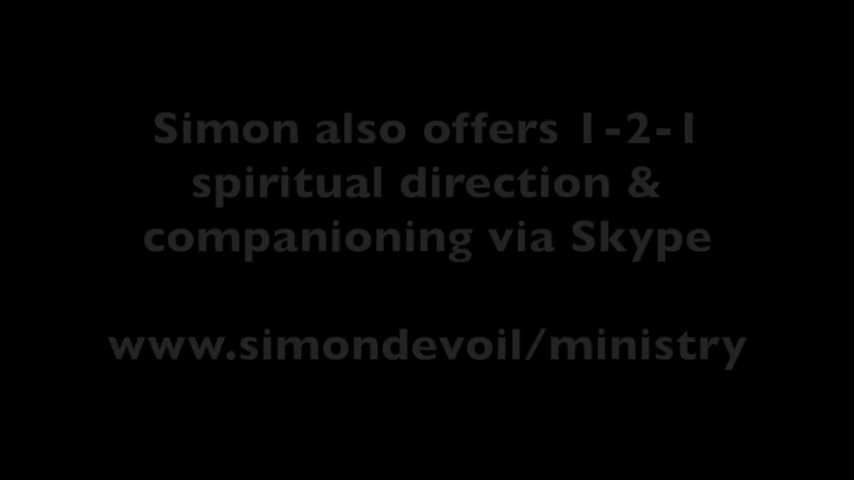 Simon also offers 1-2-1
spiritual direction &
companioning via Skype
www.simondevoil/ministry